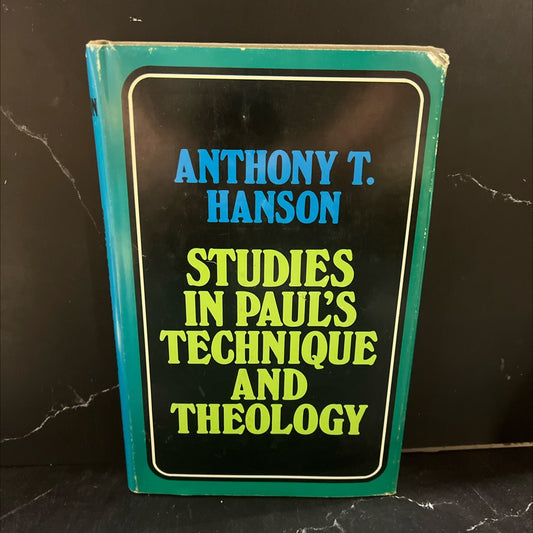 ANTHONY T.
HANSON
STUDIES
IN PAUL'S
TECHNIQUE
AND
THEOLOGY